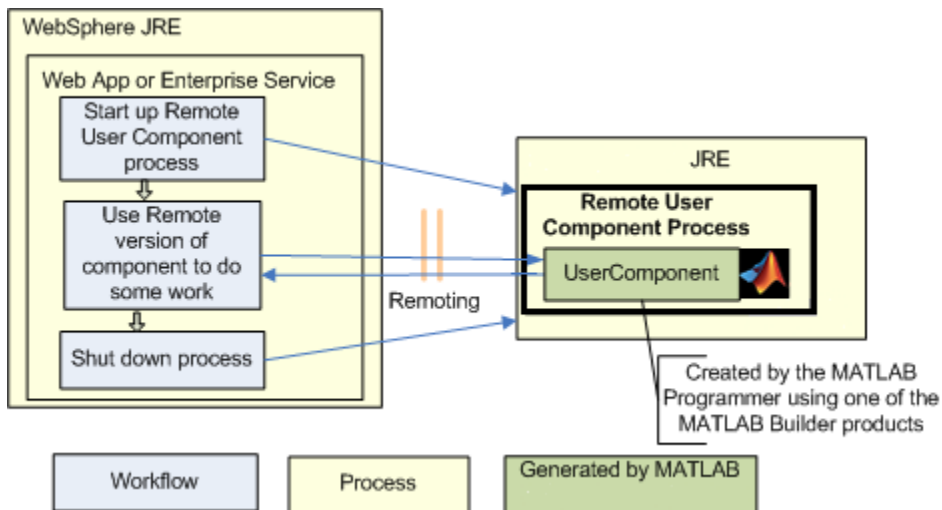 WebSphere JRE
Web App or Enterprise Service
Start up Remote
User Component
process
Use Remote
version of
component to do
some work
Shut down process
Remoting
JRE
Remote User
Component Process
UserComponent
Created by the MATLAB
Programmer using one of the
MATLAB Builder products
Workflow
Process
Generated by MATLAB